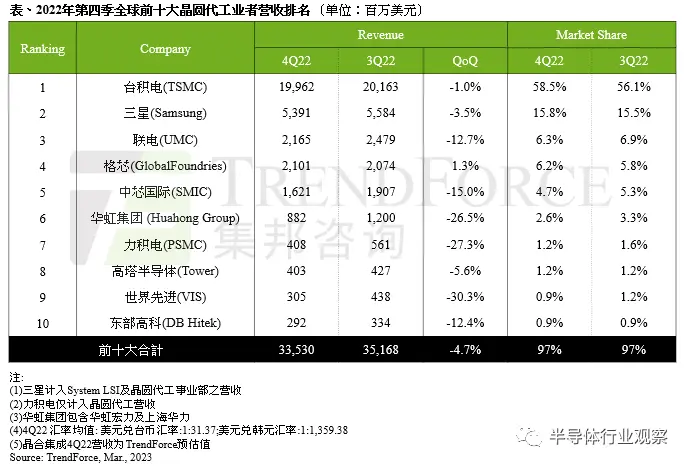 表、2022年第四季全球前十大晶圆代工业者营收排名（单位：百万美元）
Ranking Company Revenue Market Share
4Q22 3Q22 QoQ 4Q22 3Q22
1 台积电(TSMC) 19,962 20,163 -1.0% 58.5% 56.1%
2 三星(Samsung) 5,391 5,584 -3.5% 15.8% 15.5%
3 联电(UMC) 2,165 2,479 -12.7% 6.3% 6.9%
4 格芯(GlobalFoundries) 2,101 2,074 1.3% 6.2% 5.8%
5 中芯国际(SMIC) 1,621 1,907 -15.0% 4.7% 5.3%
6 华虹集团 (Huahong Group) 882 1,200 -26.5% 2.6% 3.3%
7 力积电(PSMC) 408 561 -27.3% 1.2% 1.6%
8 高塔半导体(Tower) 403 427 -5.6% 1.2% 1.2%
9 世界先进(VIS) 305 438 -30.3% 0.9% 1.2%
10 东部高科(DB Hitek) 292 334 -12.4% 0.9% 0.9%
前十大合計 33,530 35,168 -4.7% 97% 97%
TRENDFORCE
集邦咨询
注:
(1)三星计入System LSI及晶圆代工事业部之营收
(2)力积电仅计入晶圆代工营收
(3)华虹集团包含华虹宏力及上海华力
(4)4Q22 汇率均值: 美元兑台币汇率:1:31.37;美元兑韩元汇率:1:1,359.38
(5)晶合集成4Q22营收为TrendForce预估值
Source: TrendForce, Mar., 2023
半导体行业观察